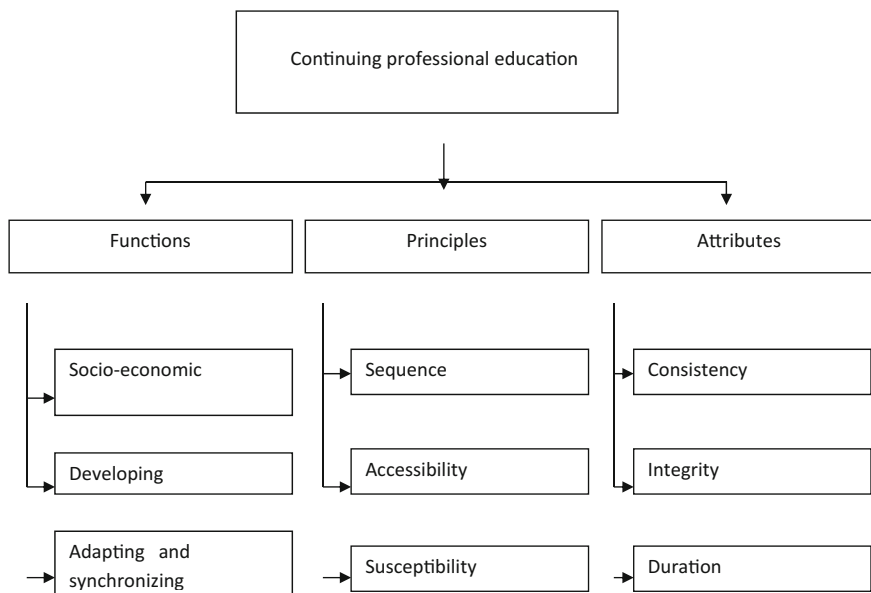 Continuing professional education
Functions
Principles
Attributes
Socio-economic
Sequence
Consistency
Developing
Accessibility
Integrity
Adapting and
synchronizing
Susceptibility
Duration